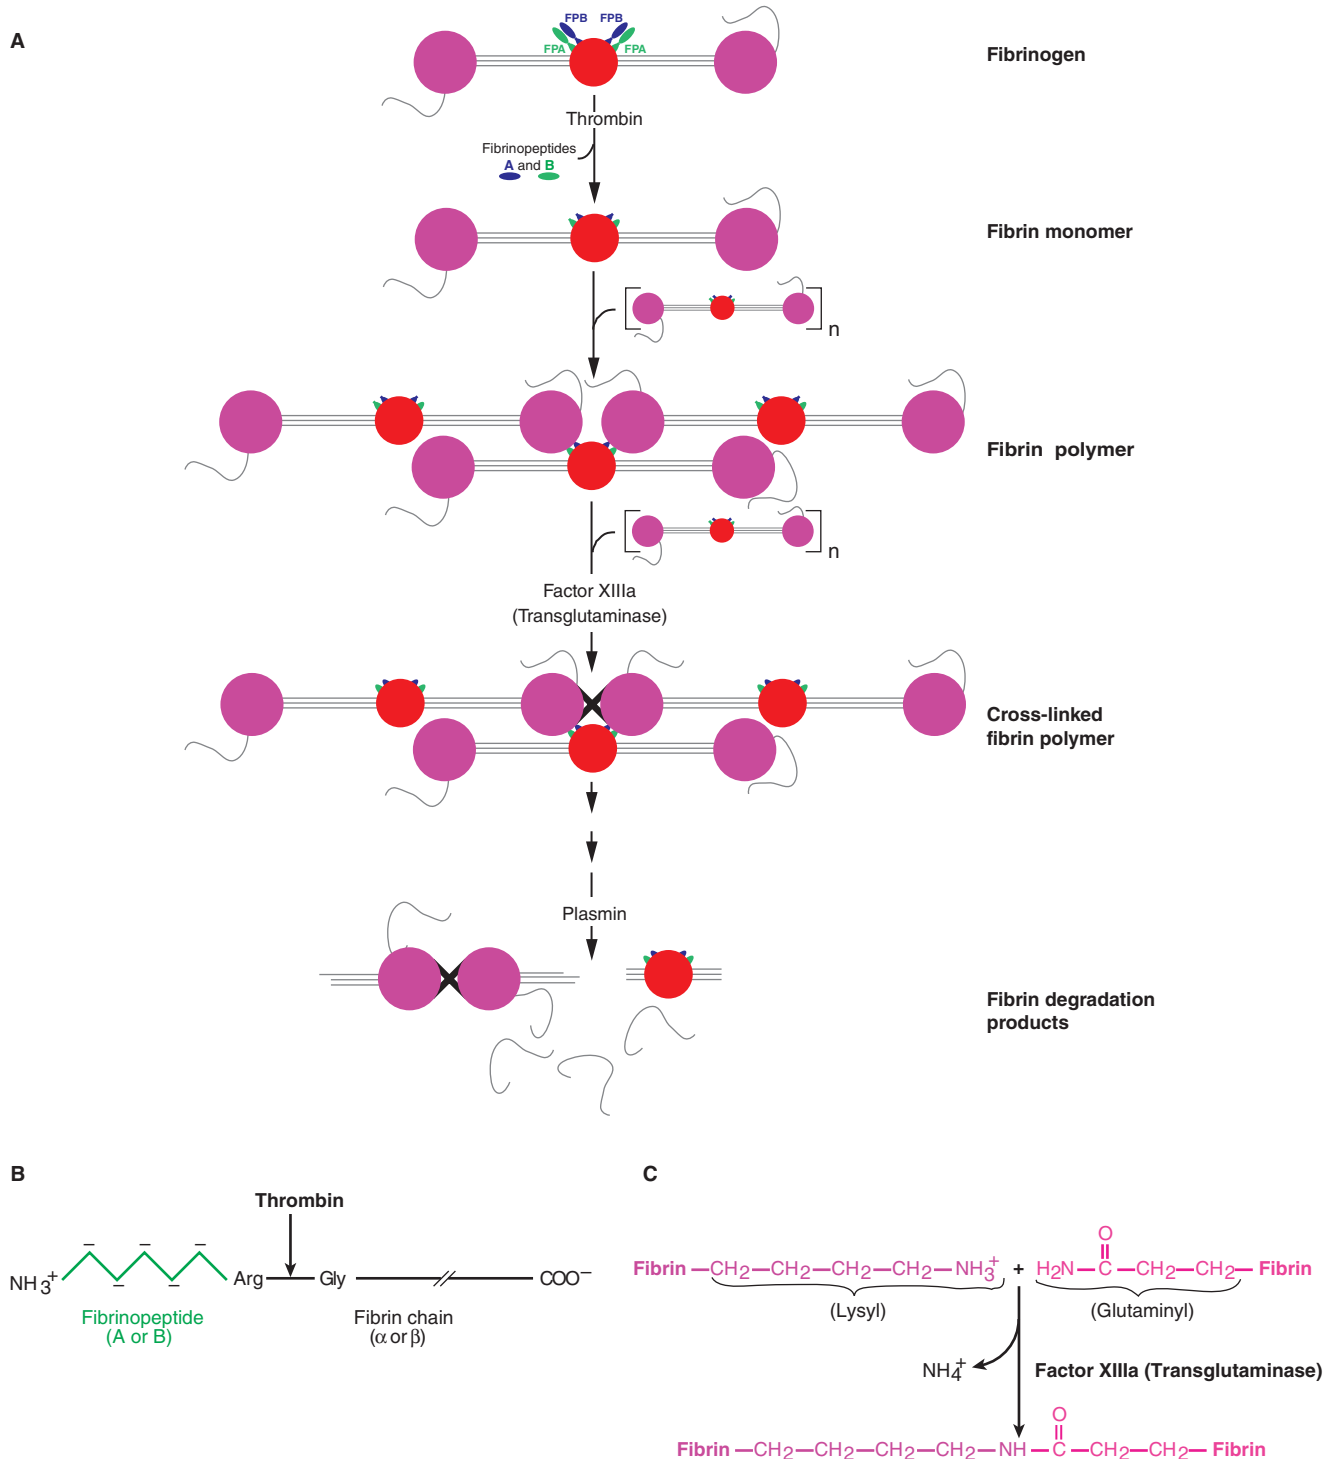 A
FPB FPB
FPA FPA
Fibrinogen
Thrombin
Fibrinopeptides
A and B
Fibrin monomer
n
Fibrin polymer
n
Factor XIIIa
(Transglutaminase)
Cross-linked
fibrin polymer
Plasmin
Fibrin degradation
products
B
Thrombin
NH3+ – – – – – Arg Gly COO–
Fibrinopeptide
(A or B)
Fibrin chain
(α or β)
C
O
Fibrin —CH2—CH2—CH2—CH2—NH3+ + H2N—C—CH2—CH2— Fibrin
(Lysyl) (Glutaminyl)
NH4+ Factor XIIIa (Transglutaminase)
O
Fibrin —CH2—CH2—CH2—CH2—NH—C—CH2—CH2— Fibrin